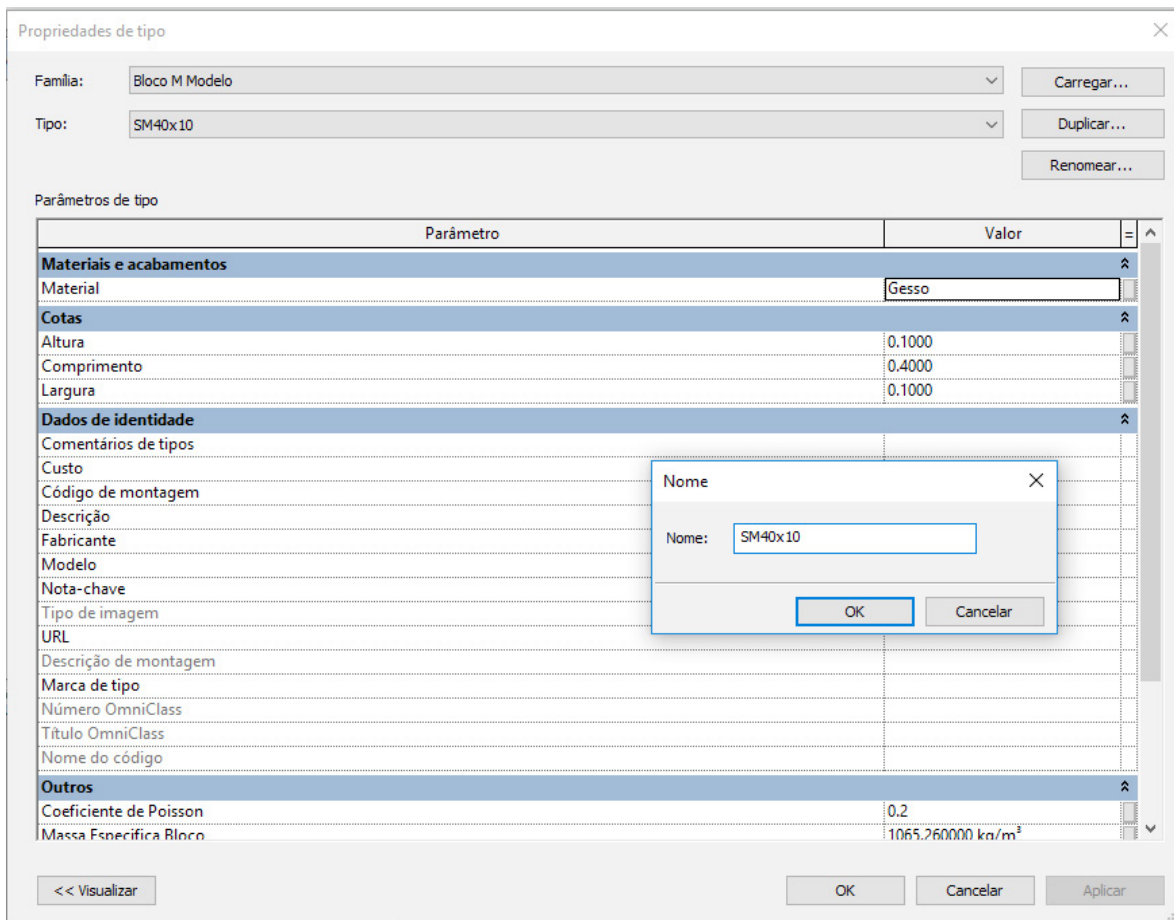 Propriedades de tipo
Família: Bloco M Modelo Carregar...
Tipo: SM40x10 Duplicar...
Renomear...
Parâmetros de tipo
Parâmetro Valor =
Materiais e acabamentos
Material Gesso
Cotas
Altura 0.1000
Comprimento 0.4000
Largura 0.1000
Dados de identidade
Comentários de tipos
Custo
Código de montagem
Descrição
Fabricante
Modelo
Nota-chave
Tipo de imagem
URL
Descrição de montagem
Marca de tipo
Número OmniClass
Título OmniClass
Nome do código
Nome
Nome: SM40x10
OK Cancelar
Outros
Coeficiente de Poisson 0.2
Massa Especifica Bloco 1065.260000 kg/m³
<< Visualizar OK Cancelar Aplicar